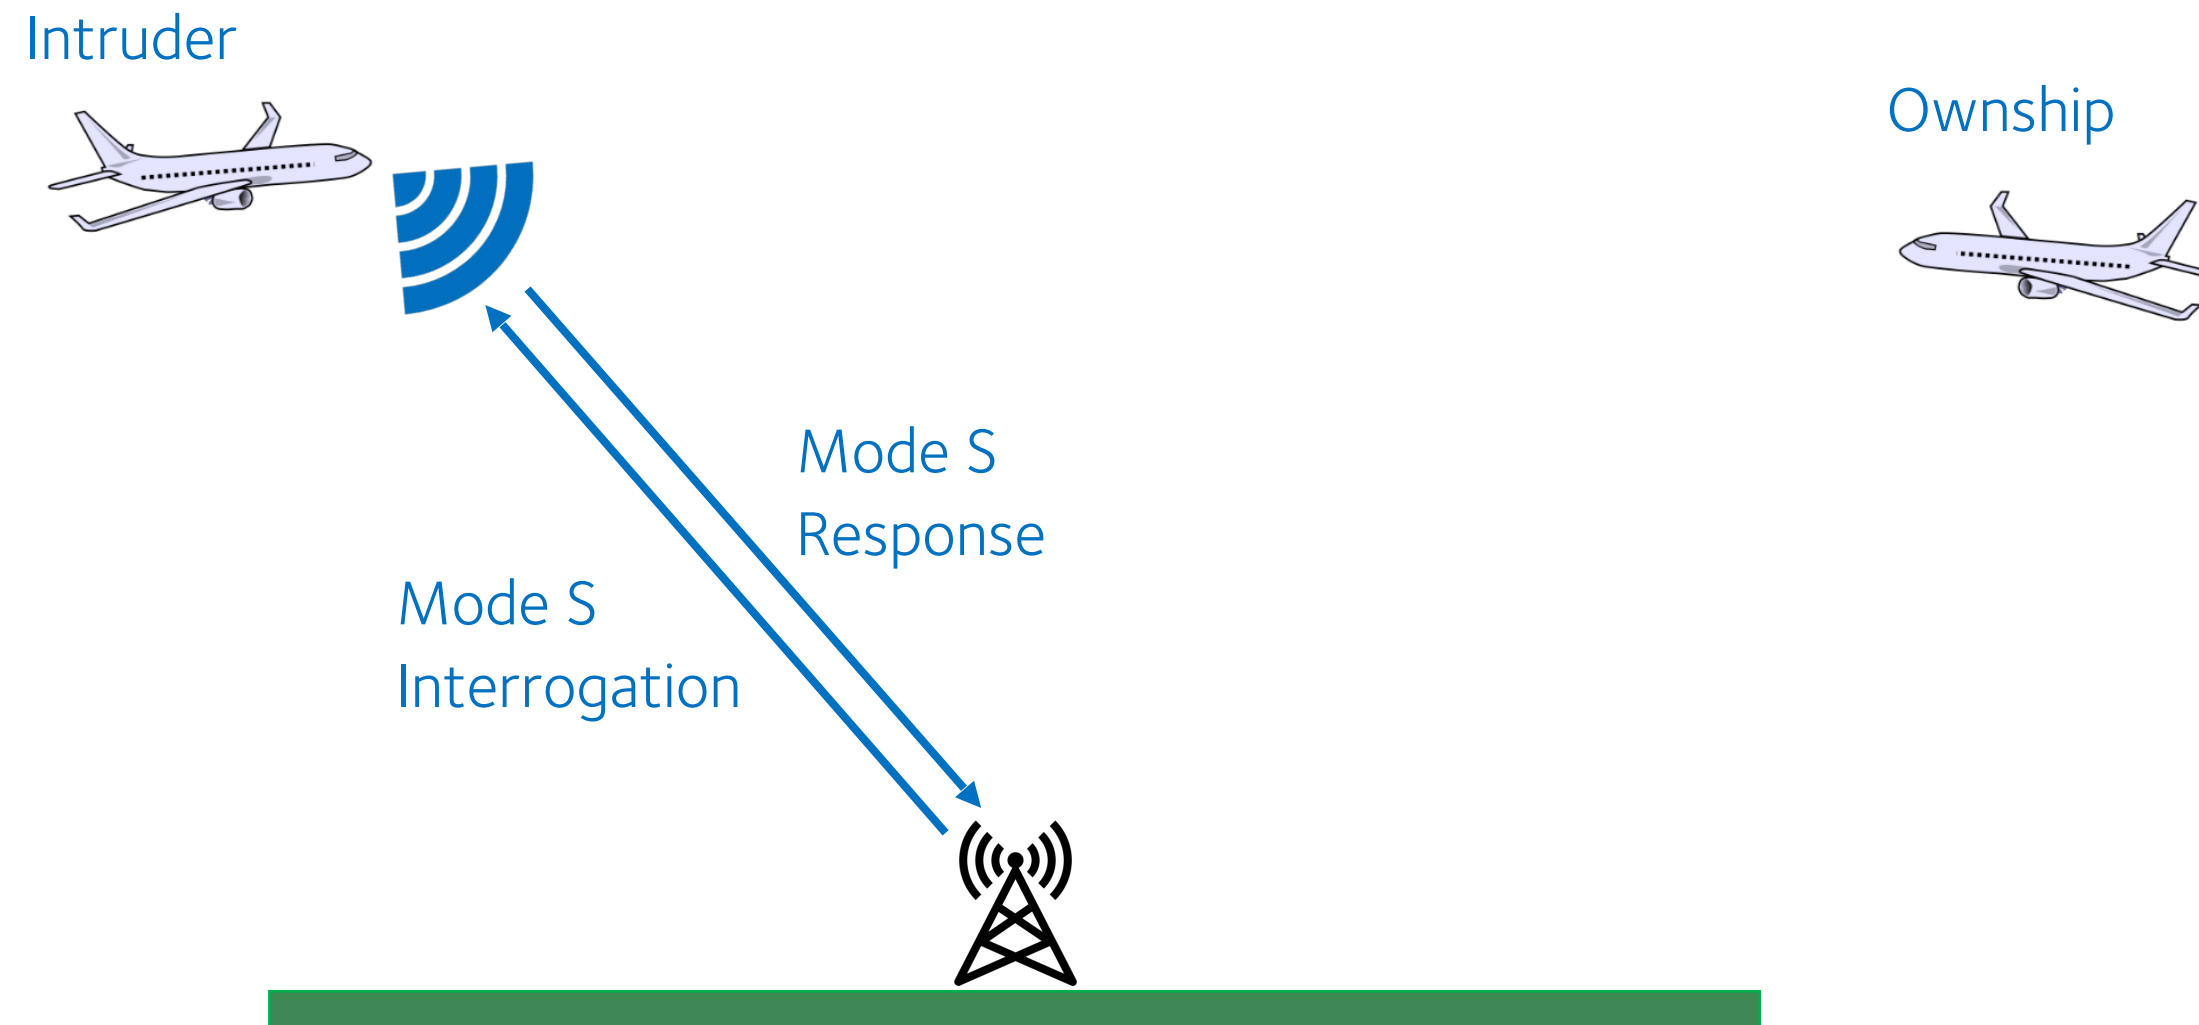 Intruder
Ownship
Mode S
Response
Mode S
Interrogation